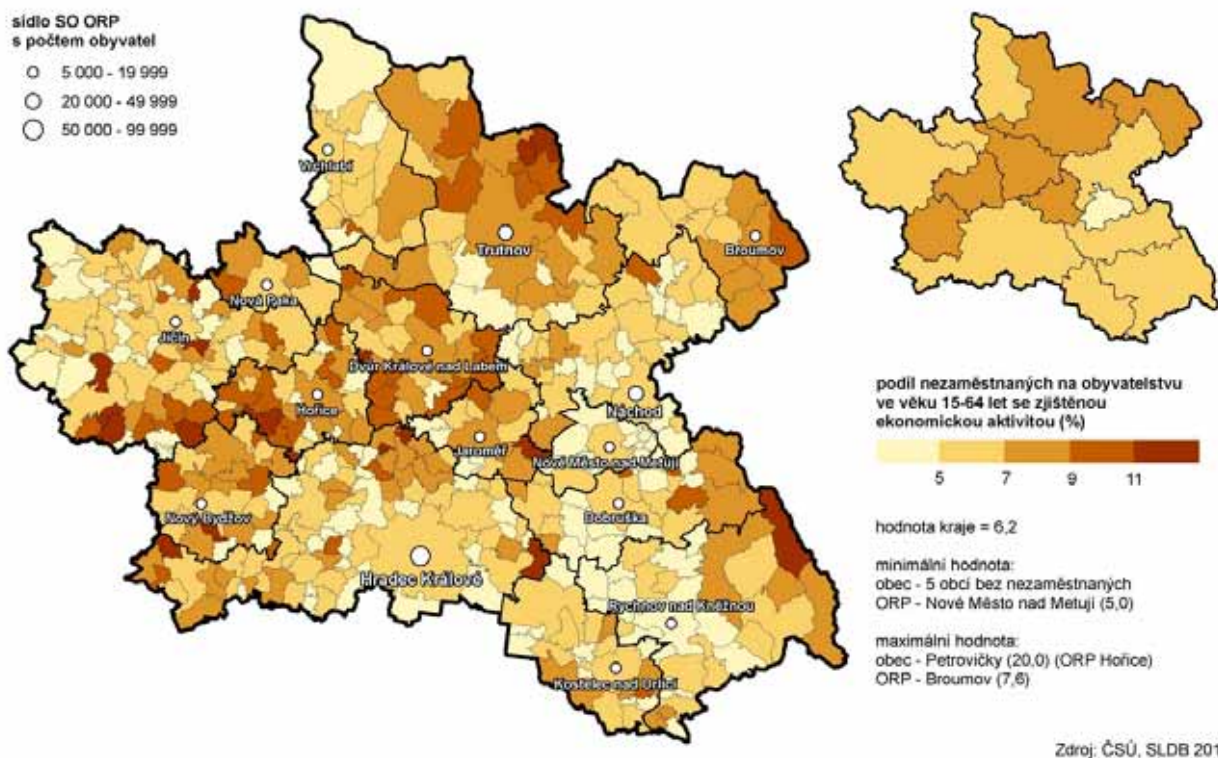 sídlo SO ORP
s počtem obyvatel
5 000 - 19 999
20 000 - 49 999
50 000 - 99 999
Vrchlabí
Trutnov
Broumov
Nová Paka
Jičín
Dvůr Králové nad Labem
Hořice
Náchod
Jaroměř
Nové Město nad Metují
Nový Bydžov
Dobruška
Hradec Králové
Rychnov nad Kněžnou
Kostelec nad Orlicí
podíl nezaměstnaných na obyvatelstvu
ve věku 15-64 let se zjištěnou
ekonomickou aktivitou (%)
5 7 9 11
hodnota kraje = 6,2
minimální hodnota:
obec - 5 obcí bez nezaměstnaných
ORP - Nové Město nad Metují (5,0)
maximální hodnota:
obec - Petrovičky (20,0) (ORP Hořice)
ORP - Broumov (7,6)
Zdroj: ČSÚ, SLDB 201